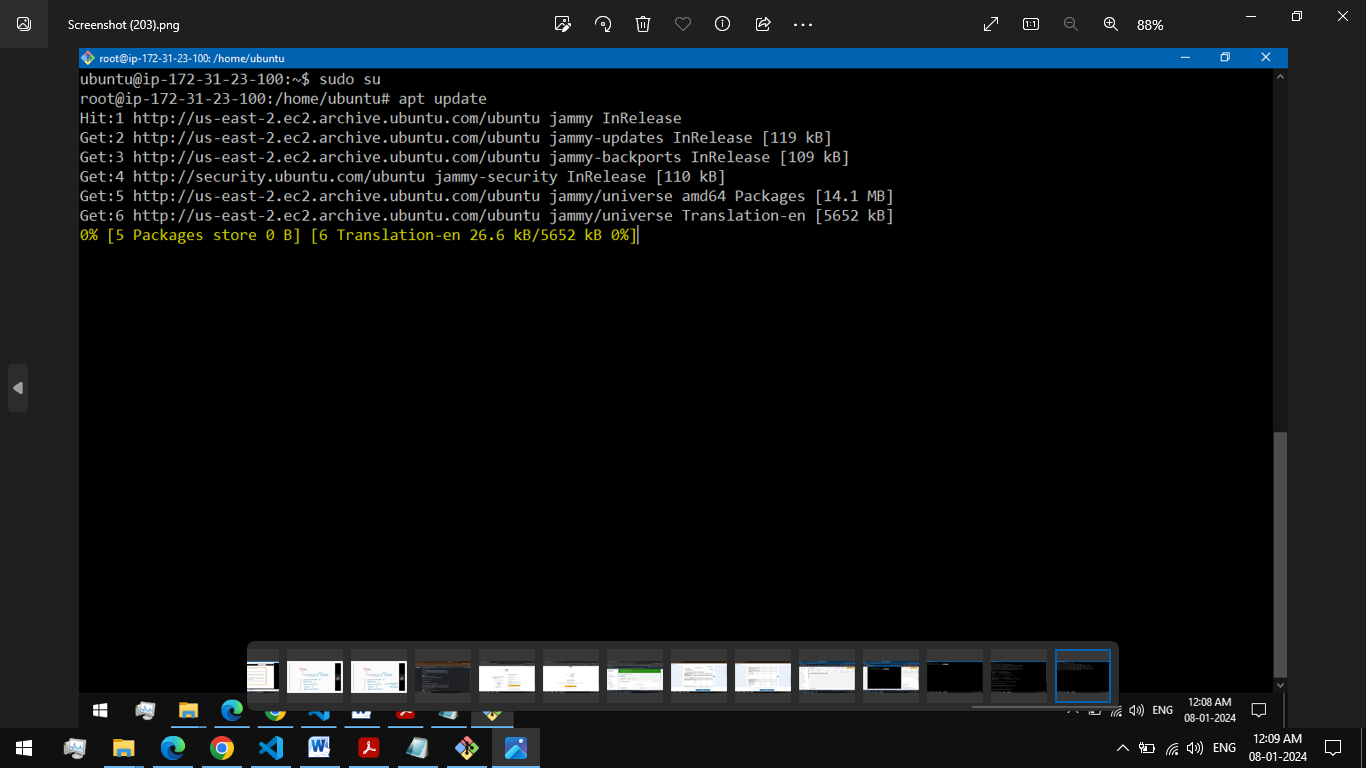 Screenshot (203).png
88%
root@ip-172-31-23-100: /home/ubuntu
ubuntu@ip-172-31-23-100:~$ sudo su
root@ip-172-31-23-100:/home/ubuntu# apt update
Hit:1 http://us-east-2.ec2.archive.ubuntu.com/ubuntu jammy InRelease
Get:2 http://us-east-2.ec2.archive.ubuntu.com/ubuntu jammy-updates InRelease [119 kB]
Get:3 http://us-east-2.ec2.archive.ubuntu.com/ubuntu jammy-backports InRelease [109 kB]
Get:4 http://security.ubuntu.com/ubuntu jammy-security InRelease [110 kB]
Get:5 http://us-east-2.ec2.archive.ubuntu.com/ubuntu jammy/universe amd64 Packages [14.1 MB]
Get:6 http://us-east-2.ec2.archive.ubuntu.com/ubuntu jammy/universe Translation-en [5652 kB]
0% [5 Packages store 0 B] [6 Translation-en 26.6 kB/5652 kB 0%]
ENG
12:08 AM
08-01-2024
ENG
12:09 AM
08-01-2024